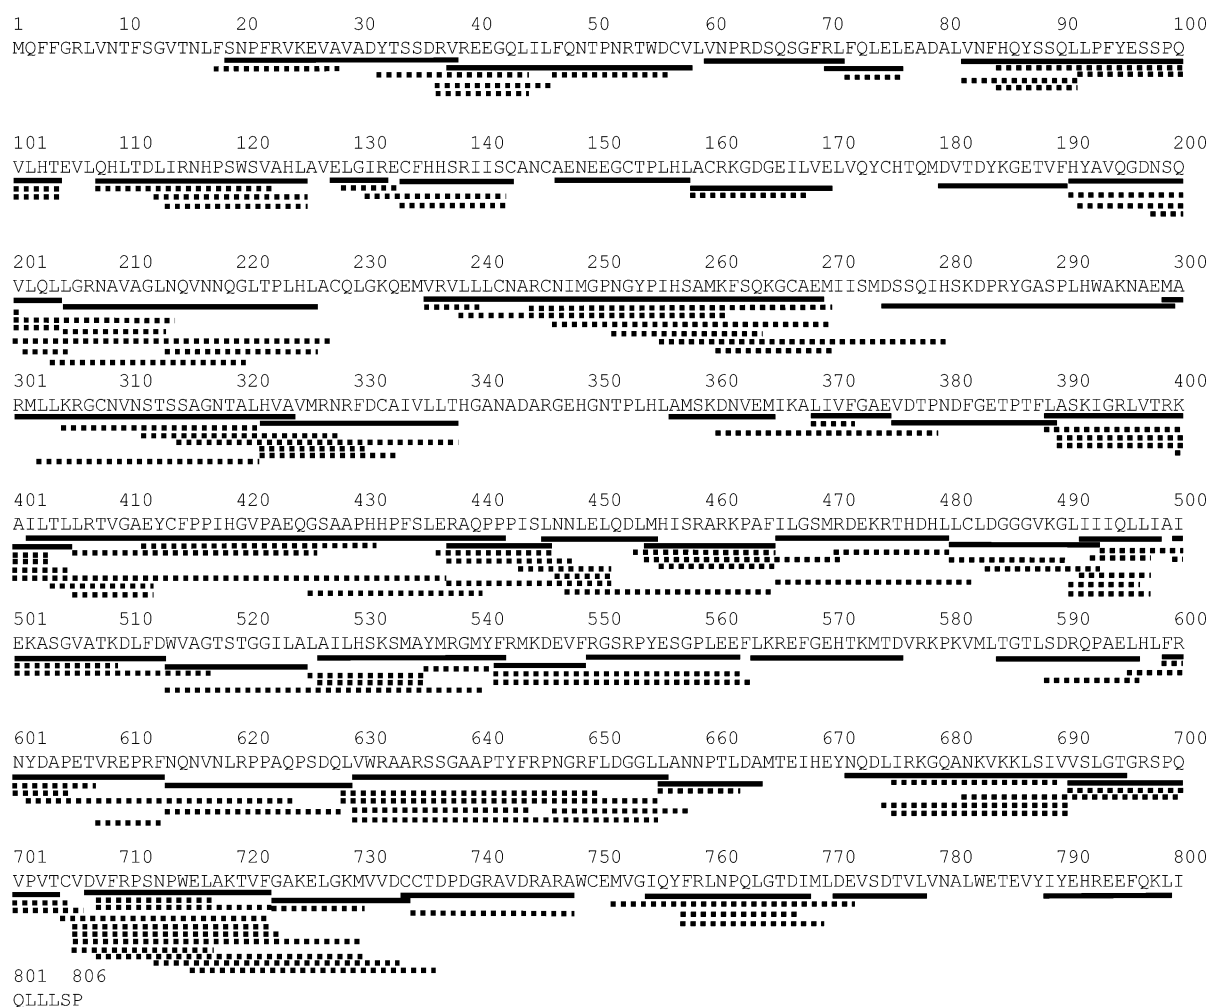 1 10 20 30 40 50 60 70 80 90 100
MQFFGRLVNTFSGVTNLFSNPFRVKEVAVADYTSSDRVREEGQLILFQNTPNRTWDCVLVNPRDSQSGFRLFQLELEADALVNFHQYSSQLLPFYESSPQ
101 110 120 130 140 150 160 170 180 190 200
VLHTEVLQHLTDLIRNHPSWSVAHLAVELGIRECFHHSRIISCANCAENEEGCTPLHLACRKGDGEILVELVQYCHTQMDVTDYKGETVFHYAVQGDNSQ
201 210 220 230 240 250 260 270 280 290 300
VLQLLGRNAVAGLNQVNNQGLTPLHLACQLGKQEMVRVLLLCNARCNIMGPNGYPIHSAMKFSQKGCAEMIISMDSSQIHSKDPRYGASPLHWAKNAEMA
301 310 320 330 340 350 360 370 380 390 400
RMLLKRGCNVNSTSSAGNTALHVAVMRNRFDCAIVLLTHGANADARGEHGNTPLHLAMSKDNVEMIKALIVFGAEVDTPNDFGETPTFLASKIGRLVTRK
401 410 420 430 440 450 460 470 480 490 500
AILTLLRTVGAEYCFPPIHGVPAEQGSAAPHHPFSLERAQPPPISLNNLELQDLMHISRARKPAFILGSMRDEKRTHDHLLCLDGGGVKGLIIIQLLIAI
501 510 520 530 540 550 560 570 580 590 600
EKASGVATKDLFDWVAGTSTGGILALAILHSKSMAYMRGMYFRMKDEVFRGSRPYESGPLEEFLKREFGEHTKMTDVRKPKVMLTGTLSDRQPAELHLFR
601 610 620 630 640 650 660 670 680 690 700
NYDAPETVREPRFNQNVNLRPPAQPSDQLVWRAARSSGAAPTYFRPNGRFLDGGLLANNPTLDAMTEIHEYNQDLIRKGQANKVKKLSIVVSLGTGRSPQ
701 710 720 730 740 750 760 770 780 790 800
VPVTCVDVFRPSNPWELAKTVFGAKELGKMVVDCCTDPDGRAVDRARAWCEMVGIQYFRLNPQLGTDIMLDEVSDTVLVNALWETEVYIYEHREEFQKLI
801 806
QLLLSP